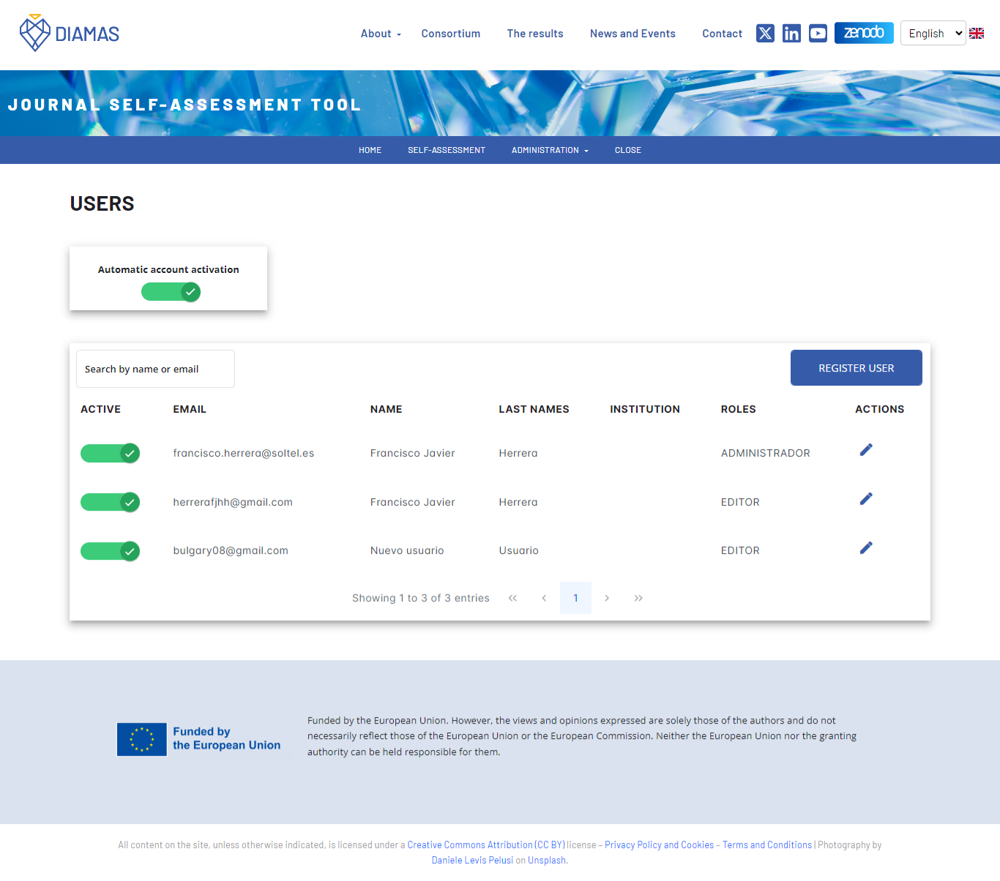 DIAMAS
About Consortium The results News and Events Contact zenodo English
JOURNAL SELF-ASSESSMENT TOOL
HOME SELF-ASSESSMENT ADMINISTRATION CLOSE
USERS
Automatic account activation
Search by name or email
REGISTER USER
ACTIVE EMAIL NAME LAST NAMES INSTITUTION ROLES ACTIONS
francisco.herrera@soltel.es Francisco Javier Herrera ADMINISTRADOR
herrerafjhh@gmail.com Francisco Javier Herrera EDITOR
bulgary08@gmail.com Nuevo usuario Usuario EDITOR
Showing 1 to 3 of 3 entries « ‹ 1 › »
Funded by
the European Union
Funded by the European Union. However, the views and opinions expressed are solely those of the authors and do not
necessarily reflect those of the European Union or the European Commission. Neither the European Union nor the granting
authority can be held responsible for them.
All content on the site, unless otherwise indicated, is licensed under a Creative Commons Attribution (CC BY) license – Privacy Policy and Cookies – Terms and Conditions | Photography by
Daniele Levis Pelusi on Unsplash.